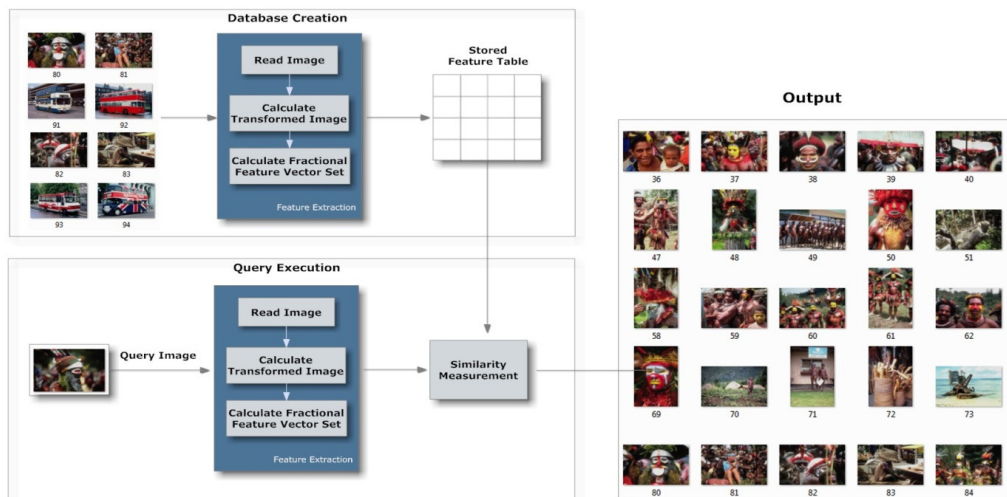 Database Creation
80 81
91 92
82 83
93 94
Read Image
Calculate
Transformed Image
Calculate Fractional
Feature Vector Set
Feature Extraction
Stored
Feature Table
Query Execution
Query Image
Read Image
Calculate
Transformed Image
Calculate Fractional
Feature Vector Set
Feature Extraction
Similarity
Measurement
Output
36 37 38 39 40
47 48 49 50 51
58 59 60 61 62
69 70 71 72 73
80 81 82 83 84